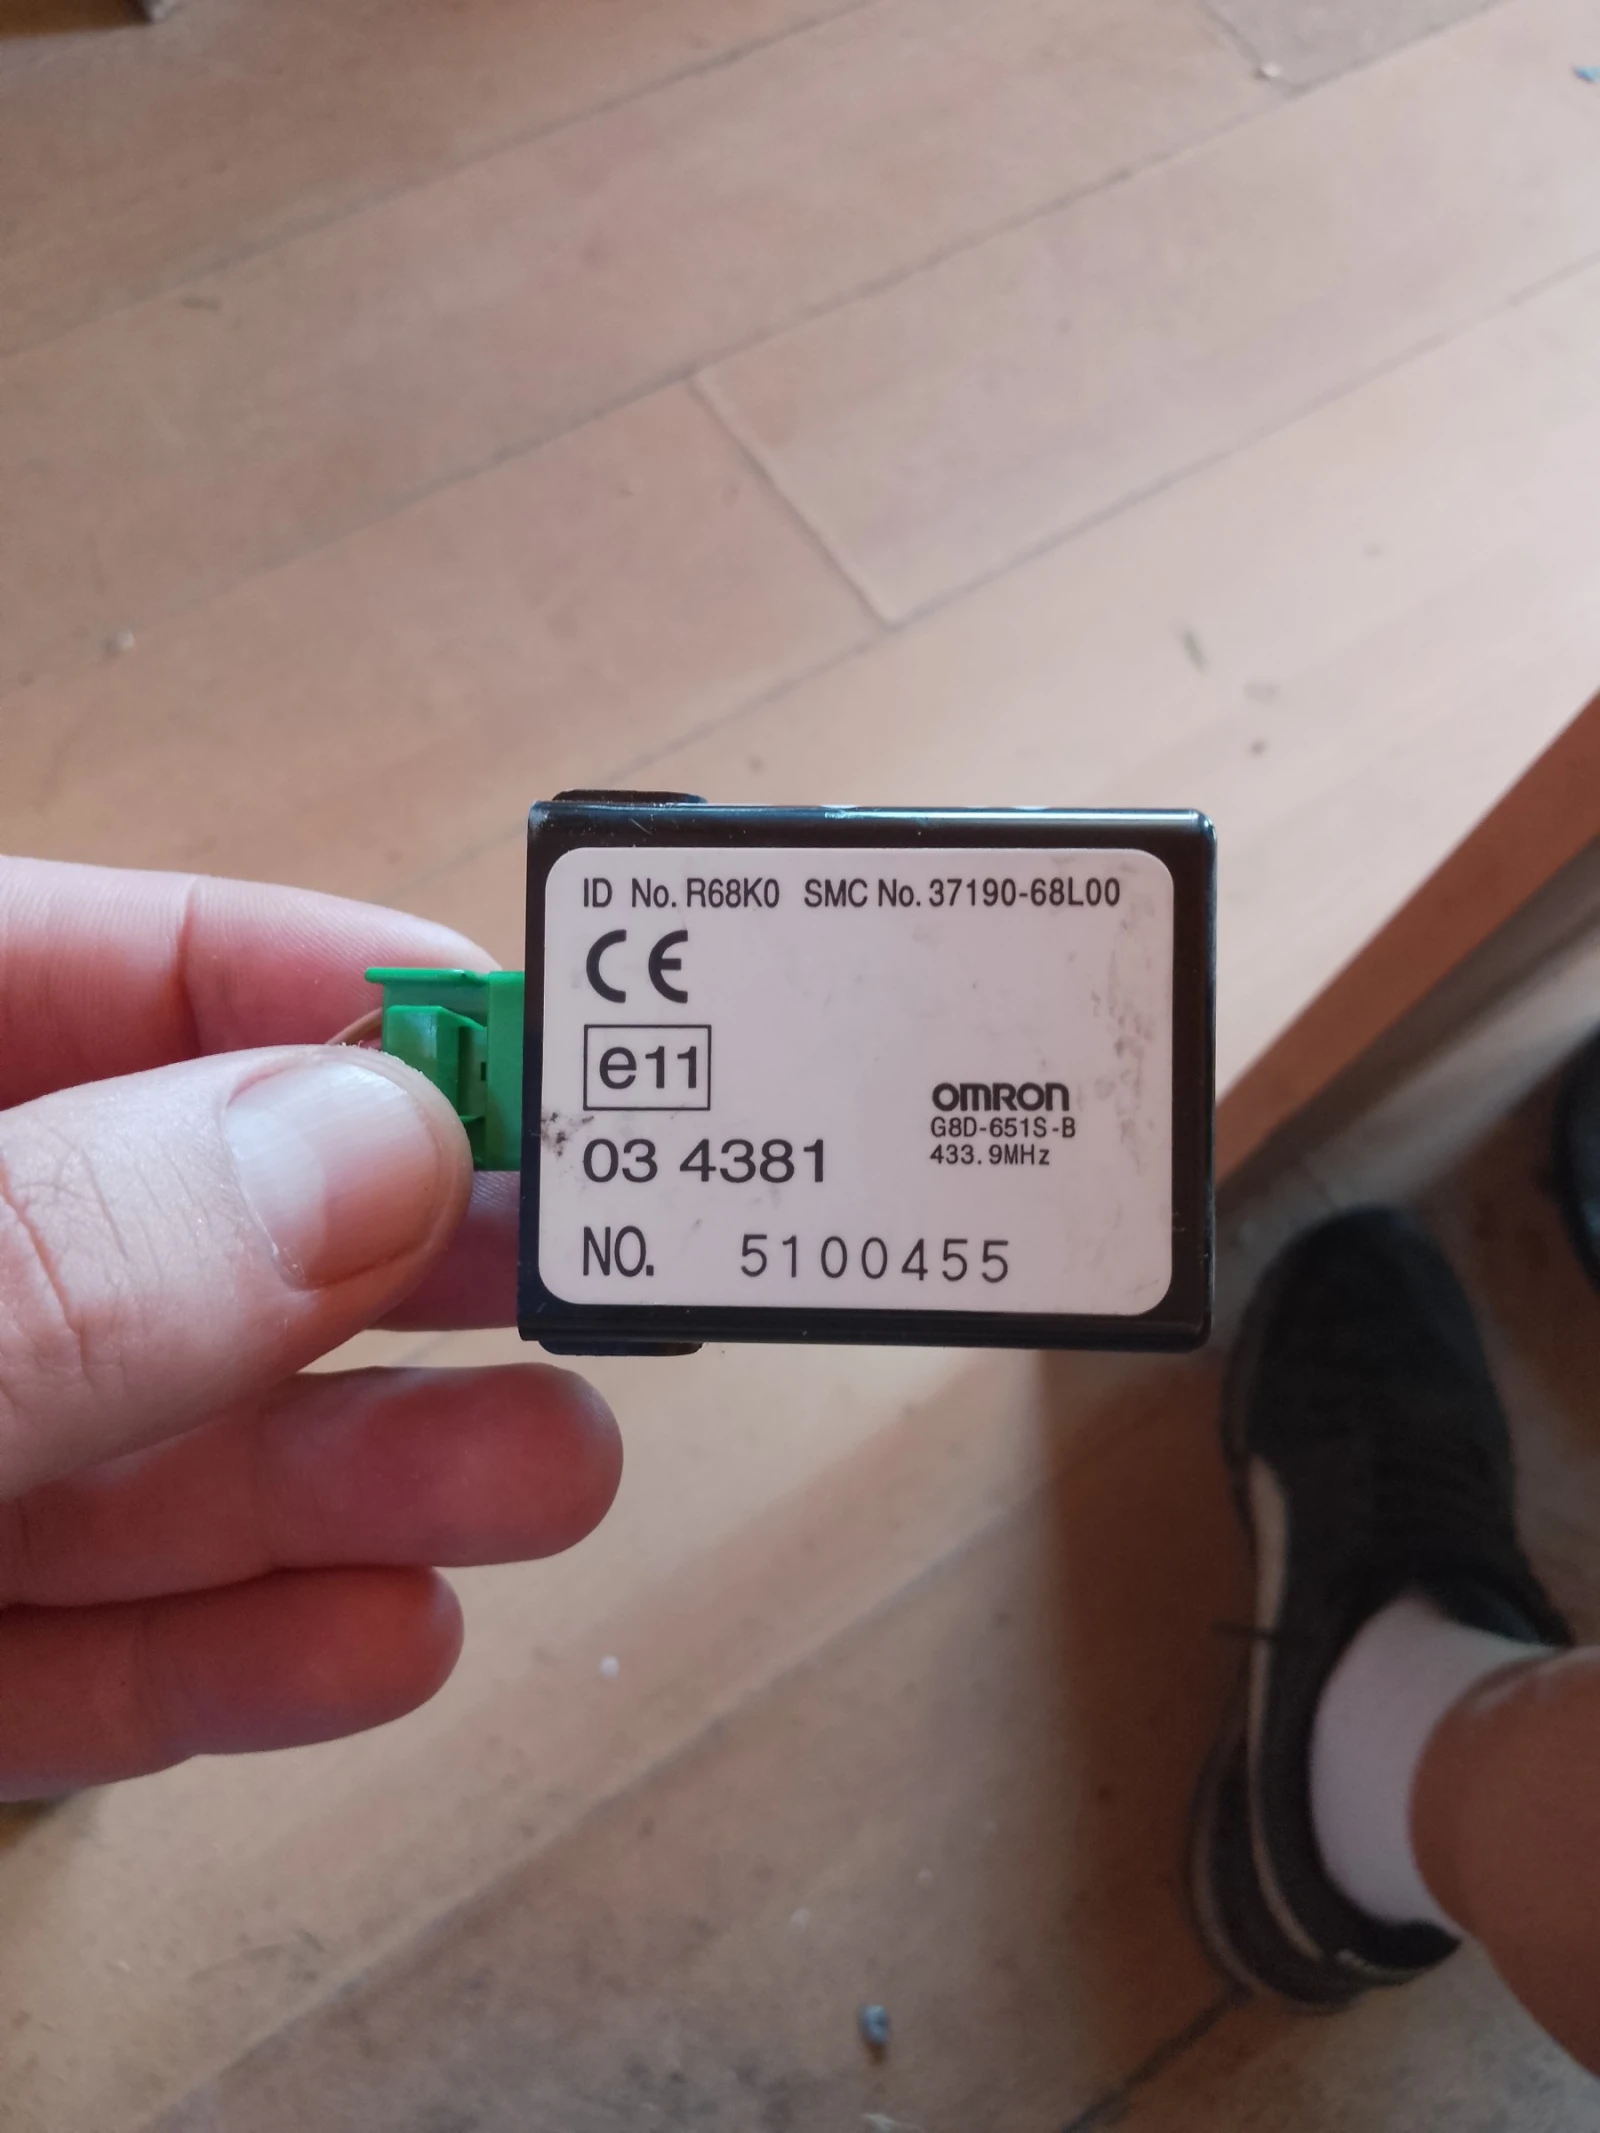 ID No. R68K0 SMC No. 37190-68L00
CE
e11
OMRON
G8D-651S-B
433.9MHz
03 4381
NO. 5100455